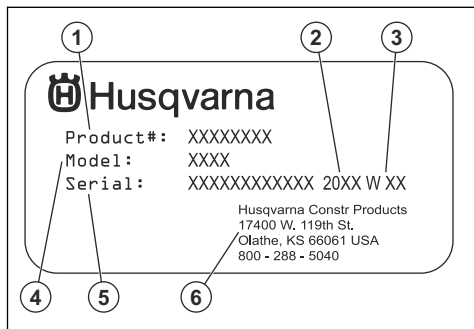 1
2
3
Husqvarna
Product#: XXXXXXXX
Model: XXXX
Serial: XXXXXXXXXXXX 20XX W XX
Husqvarna Constr Products
17400 W. 119th St.
Olathe, KS 66061 USA
800 - 288 - 5040
4
5
6